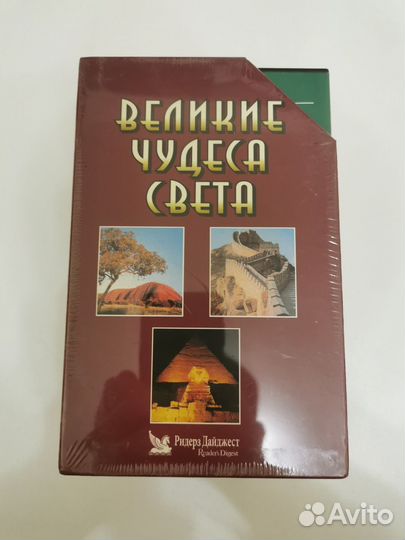 ВЕЛИКИЕ
ЧУДЕСА
СВЕТА
Ридерз Дайджест
Reader's Digest
Avito